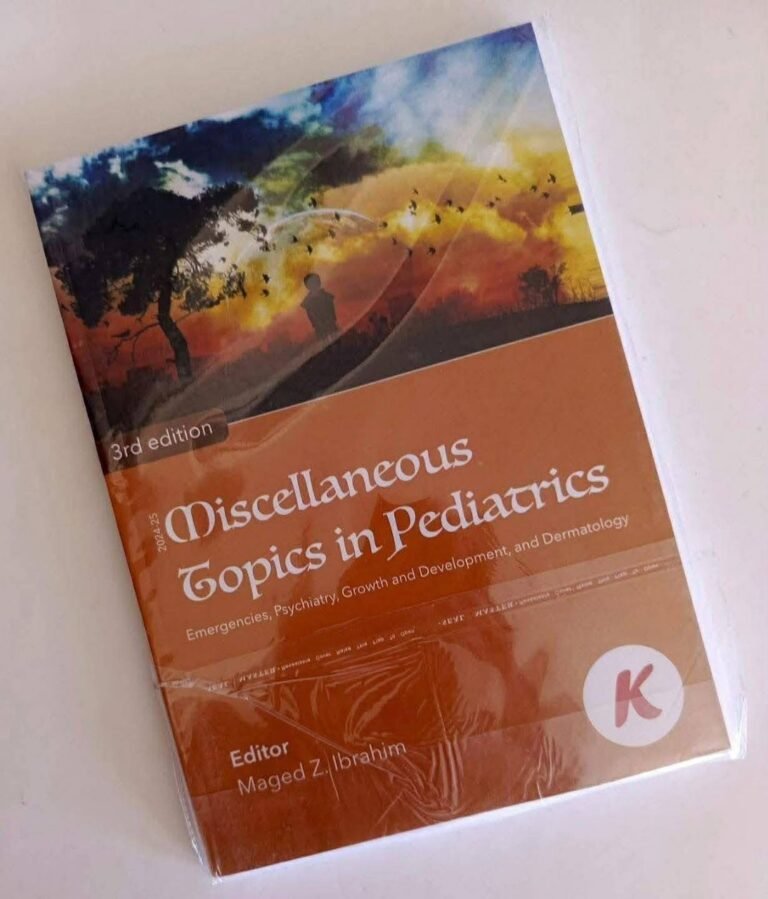 3rd edition
2024-25
Miscellaneous
Topics in Pediatrics
Emergencies, Psychiatry, Growth and Development, and Dermatology
Editor
Maged Z. Ibrahim
K